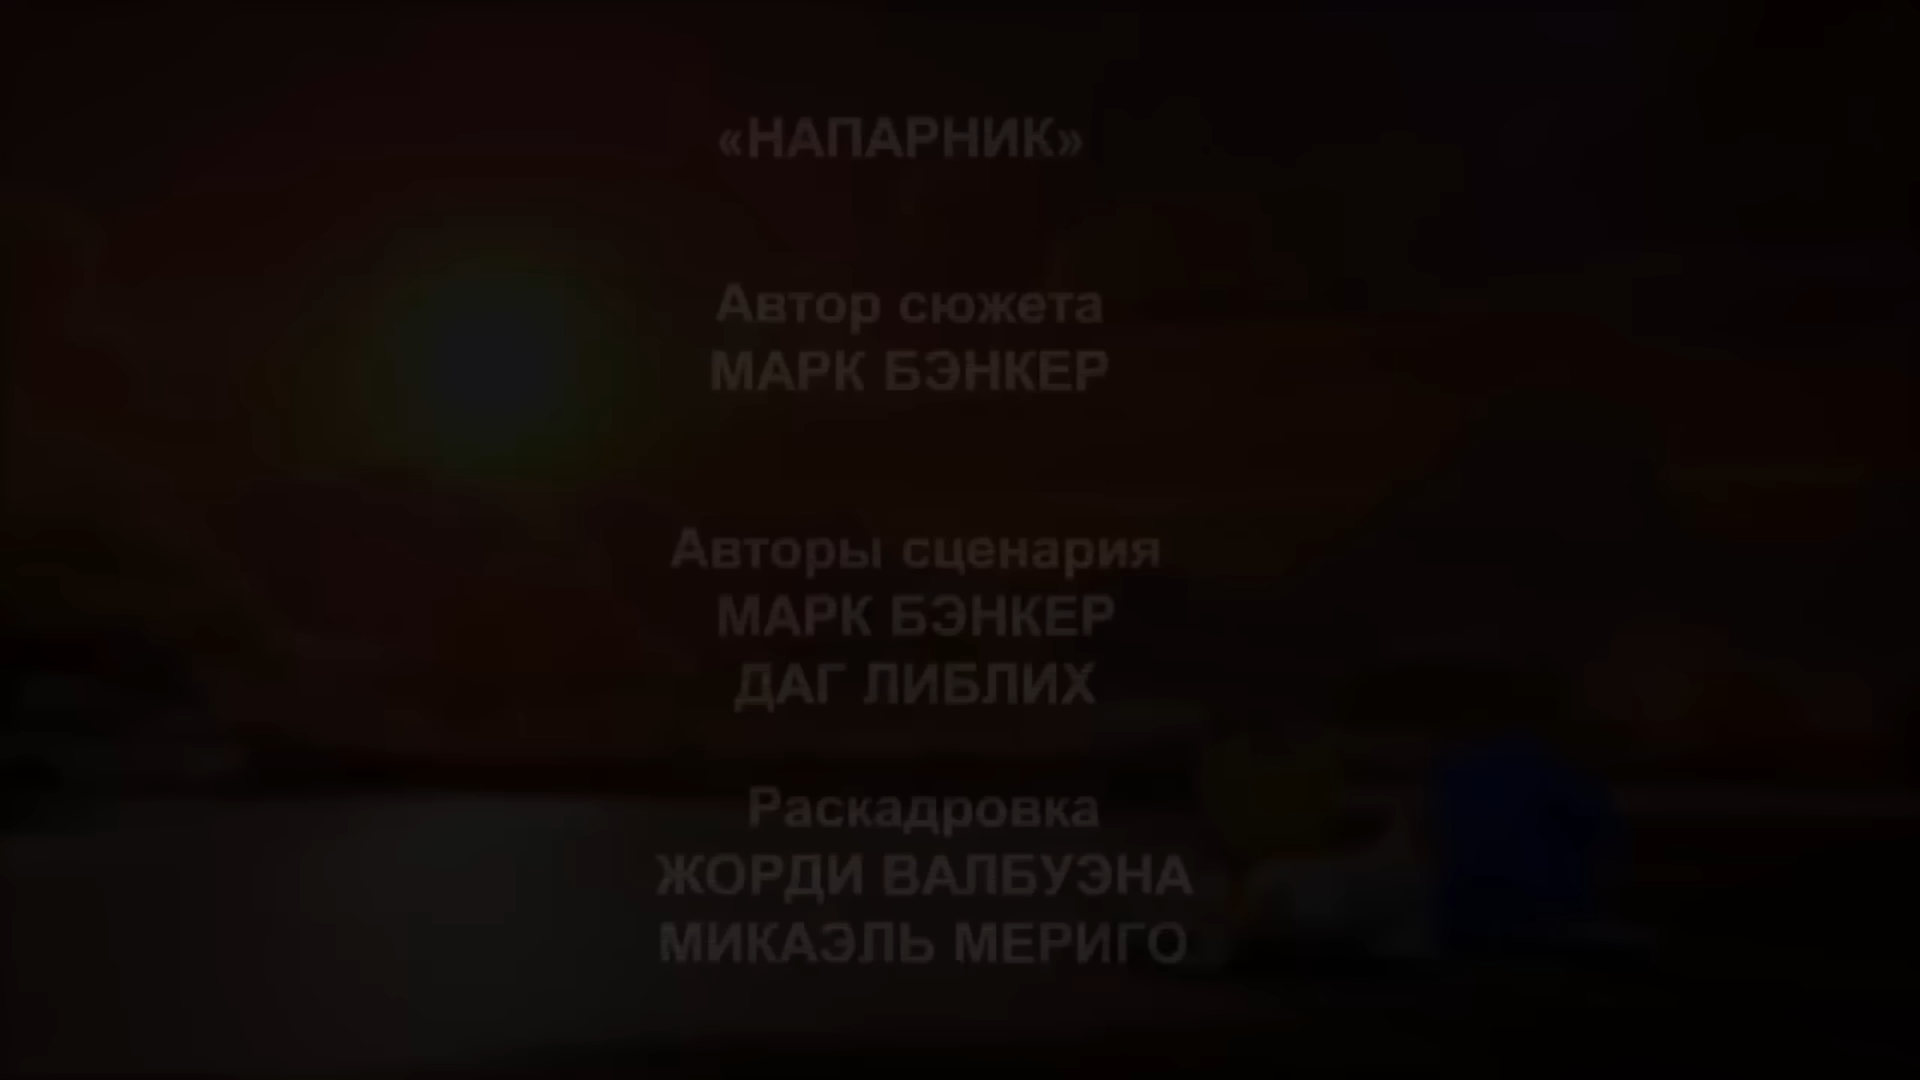 «НАПАРНИК»
Автор сюжета
МАРК БЭНКЕР
Авторы сценария
МАРК БЭНКЕР
ДАГ ЛИБЛИХ
Раскадровка
ЖОРДИ ВАЛБУЭНА
МИКАЭЛЬ МЕРИГО